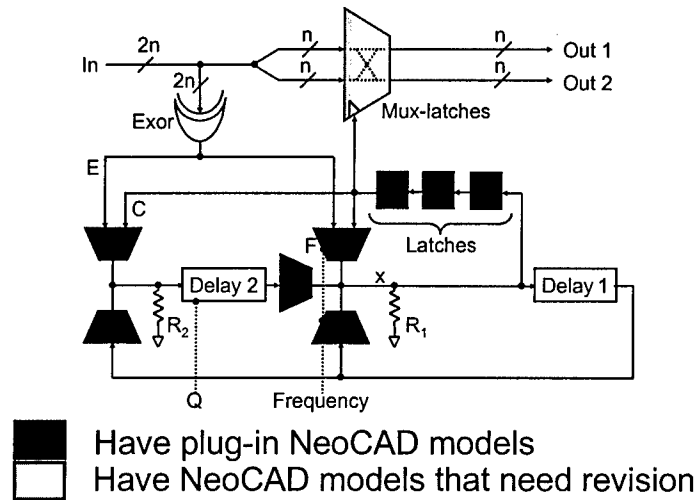 n
n
2n
In
Out 1
n
n
Out 2
2n
Mux-latches
Exor
E
C
F
Latches
x
Delay 2
Delay 1
R2
R1
Q
Frequency
Have plug-in NeoCAD models
Have NeoCAD models that need revision